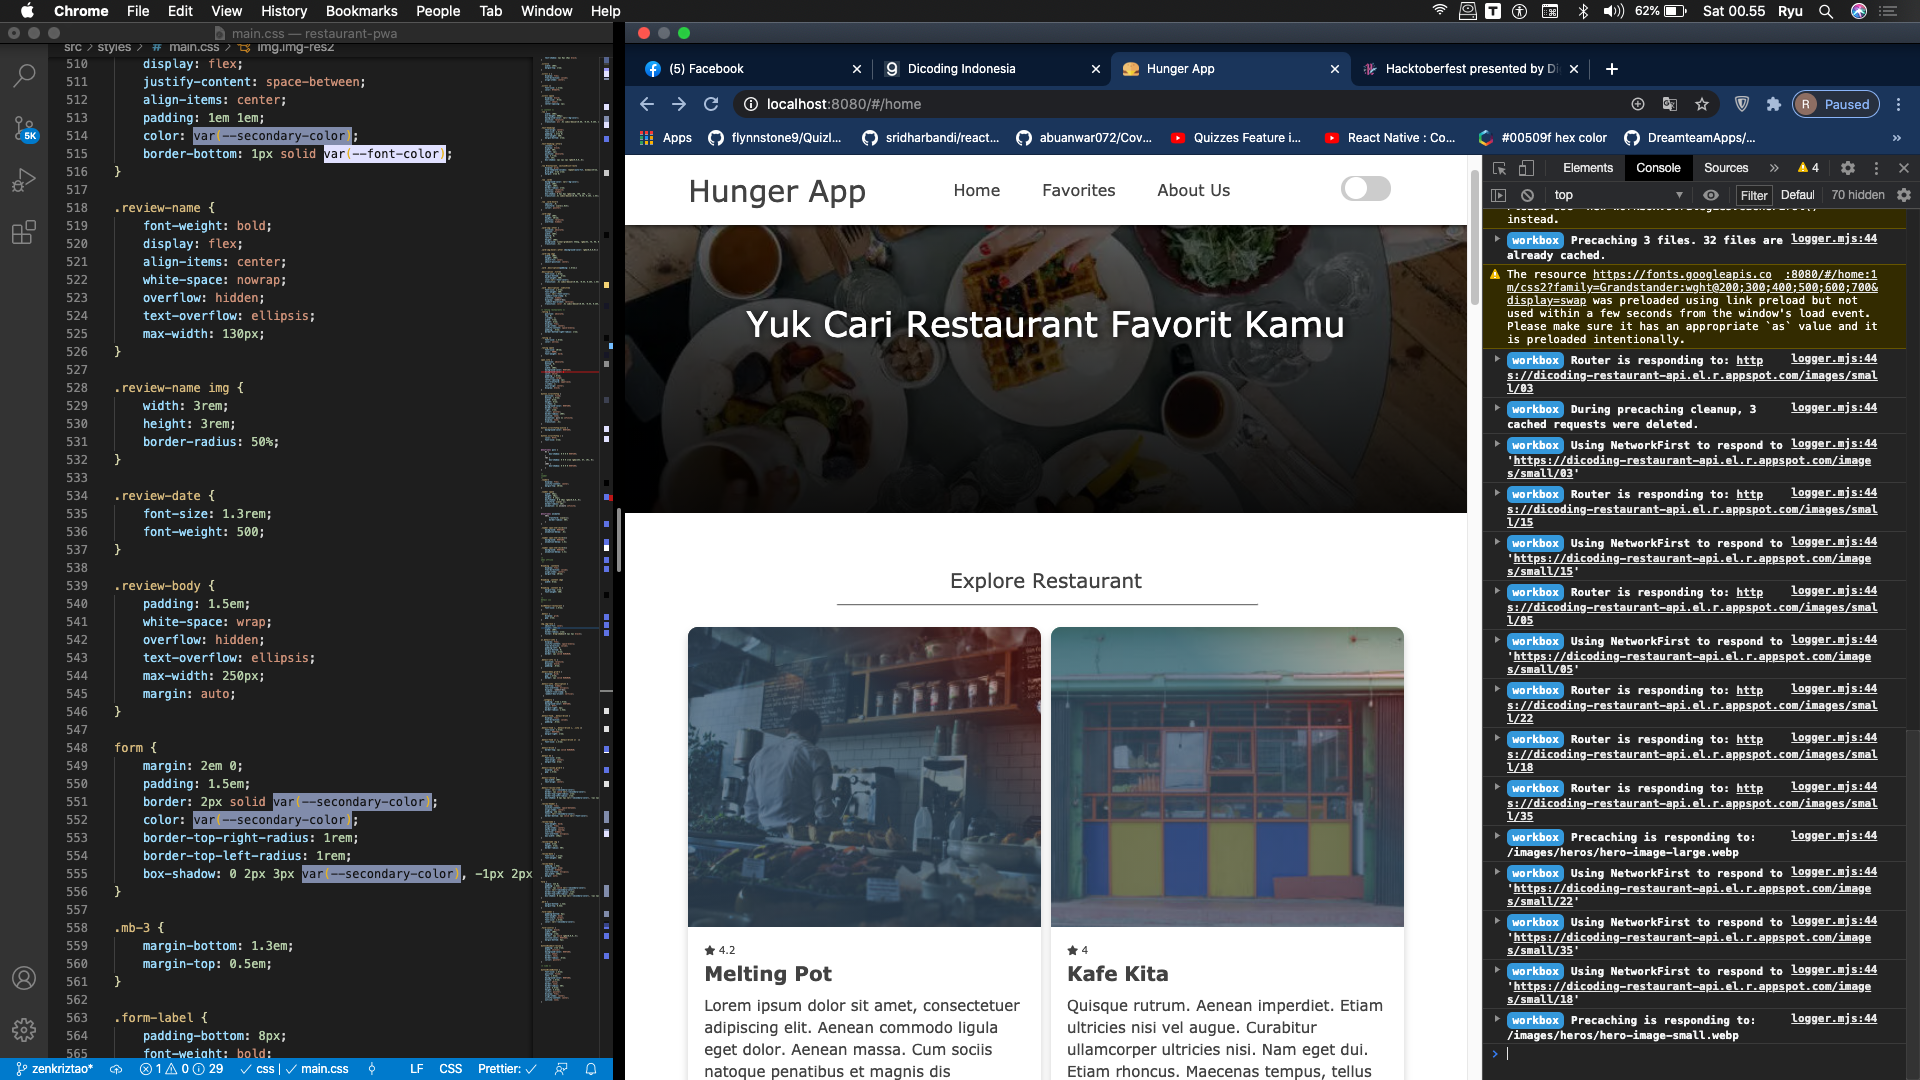 Chrome File Edit View History Bookmarks People Tab Window Help
62% Sat 00.55 Ryu
main.css — restaurant-pwa
src > styles > # main.css > img.img-res2
510 display: flex;
511 justify-content: space-between;
512 align-items: center;
513 padding: 1em 1em;
514 color: var(--secondary-color);
515 border-bottom: 1px solid var(--font-color);
516 }
517
518 .review-name {
519 font-weight: bold;
520 display: flex;
521 align-items: center;
522 white-space: nowrap;
523 overflow: hidden;
524 text-overflow: ellipsis;
525 max-width: 130px;
526 }
527
528 .review-name img {
529 width: 3rem;
530 height: 3rem;
531 border-radius: 50%;
532 }
533
534 .review-date {
535 font-size: 1.3rem;
536 font-weight: 500;
537 }
538
539 .review-body {
540 padding: 1.5em;
541 white-space: wrap;
542 overflow: hidden;
543 text-overflow: ellipsis;
544 max-width: 250px;
545 margin: auto;
546 }
547
548 form {
549 margin: 2em 0;
550 padding: 1.5em;
551 border: 2px solid var(--secondary-color);
552 color: var(--secondary-color);
553 border-top-right-radius: 1rem;
554 border-top-left-radius: 1rem;
555 box-shadow: 0 2px 3px var(--secondary-color), -1px 2px
556 }
557
558 .mb-3 {
559 margin-bottom: 1.3em;
560 margin-top: 0.5em;
561 }
562
563 .form-label {
564 padding-bottom: 8px;
565 font-weight: bold;
5K
zenkriztao* 1 0 29 css | main.css LF CSS Prettier:
(5) Facebook
Dicoding Indonesia
Hunger App
Hacktoberfest presented by Di
localhost:8080/#/home
R Paused
Apps flynnstone9/Quizl... sridharbandi/react... abuanwar072/Cov... Quizzes Feature i... React Native : Co... #00509f hex color DreamteamApps/... »
Hunger App
Home Favorites About Us
Yuk Cari Restaurant Favorit Kamu
Explore Restaurant
4.2
Melting Pot
Lorem ipsum dolor sit amet, consectetuer
adipiscing elit. Aenean commodo ligula
eget dolor. Aenean massa. Cum sociis
natoque penatibus et magnis dis
4
Kafe Kita
Quisque rutrum. Aenean imperdiet. Etiam
ultricies nisi vel augue. Curabitur
ullamcorper ultricies nisi. Nam eget dui.
Etiam rhoncus. Maecenas tempus, tellus
Elements Console Sources » 4
top Filter Defaul 70 hidden
instead.
workbox Precaching 3 files. 32 files are logger.mjs:44
already cached.
The resource https://fonts.googleapis.co :8080/#/home:1
m/css2?family=Grandstander:wght@200;300;400;500;600;700&
display=swap was preloaded using link preload but not
used within a few seconds from the window's load event.
Please make sure it has an appropriate `as` value and it
is preloaded intentionally.
workbox Router is responding to: http logger.mjs:44
s://dicoding-restaurant-api.el.r.appspot.com/images/smal
l/03
workbox During precaching cleanup, 3 logger.mjs:44
cached requests were deleted.
workbox Using NetworkFirst to respond to logger.mjs:44
'https://dicoding-restaurant-api.el.r.appspot.com/image
s/small/03'
workbox Router is responding to: http logger.mjs:44
s://dicoding-restaurant-api.el.r.appspot.com/images/smal
l/15
workbox Using NetworkFirst to respond to logger.mjs:44
'https://dicoding-restaurant-api.el.r.appspot.com/image
s/small/15'
workbox Router is responding to: http logger.mjs:44
s://dicoding-restaurant-api.el.r.appspot.com/images/smal
l/05
workbox Using NetworkFirst to respond to logger.mjs:44
'https://dicoding-restaurant-api.el.r.appspot.com/image
s/small/05'
workbox Router is responding to: http logger.mjs:44
s://dicoding-restaurant-api.el.r.appspot.com/images/smal
l/22
workbox Router is responding to: http logger.mjs:44
s://dicoding-restaurant-api.el.r.appspot.com/images/smal
l/18
workbox Router is responding to: http logger.mjs:44
s://dicoding-restaurant-api.el.r.appspot.com/images/smal
l/35
workbox Precaching is responding to: logger.mjs:44
/images/heros/hero-image-large.webp
workbox Using NetworkFirst to respond to logger.mjs:44
'https://dicoding-restaurant-api.el.r.appspot.com/image
s/small/22'
workbox Using NetworkFirst to respond to logger.mjs:44
'https://dicoding-restaurant-api.el.r.appspot.com/image
s/small/35'
workbox Using NetworkFirst to respond to logger.mjs:44
'https://dicoding-restaurant-api.el.r.appspot.com/image
s/small/18'
workbox Precaching is responding to: logger.mjs:44
/images/heros/hero-image-small.webp